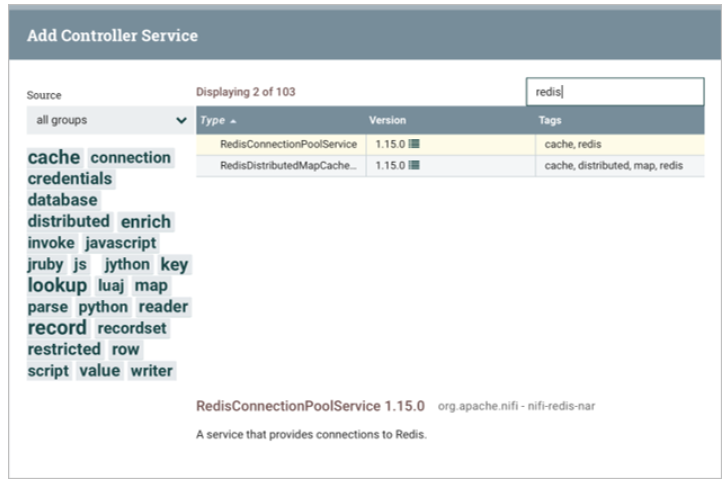 Add Controller Service
Source
Displaying 2 of 103
redis
all groups
Type Version Tags
RedisConnectionPoolService 1.15.0 cache, redis
RedisDistributedMapCache... 1.15.0 cache, distributed, map, redis
cache connection
credentials
database
distributed enrich
invoke javascript
jruby js jython key
lookup luaj map
parse python reader
record recordset
restricted row
script value writer
RedisConnectionPoolService 1.15.0 org.apache.nifi - nifi-redis-nar
A service that provides connections to Redis.